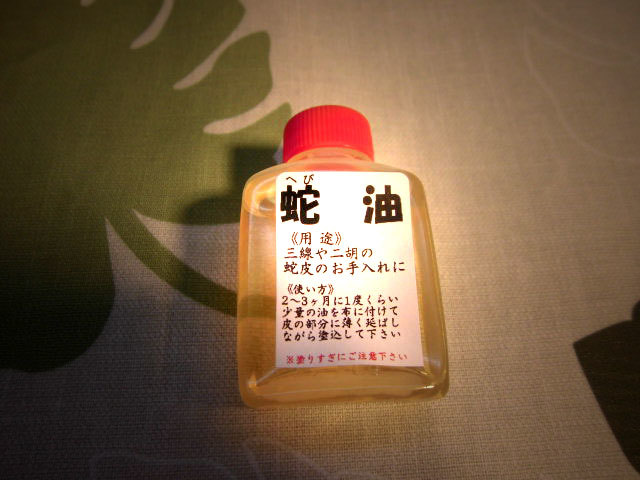 へび
蛇 油
《用 途》
三線や二胡の
蛇皮のお手入れに
《使い方》
2〜3ヶ月に1度くらい
少量の油を布に付けて
皮の部分に薄く延ばし
ながら塗込して下さい
※塗りすぎにご注意下さい